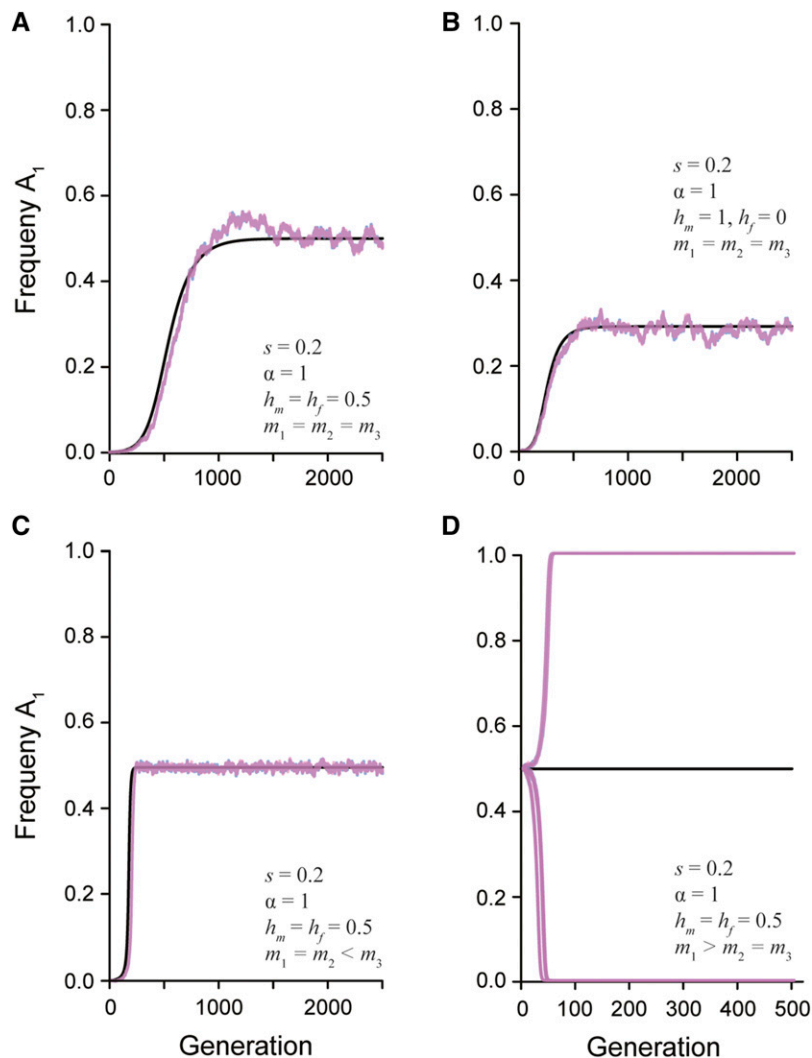 A
1.0
0.8
0.6
0.4
0.2
0.0
0
1000
2000
Frequeny A₁
s = 0.2
α = 1
hₘ = h_f = 0.5
m₁ = m₂ = m₃
B
1.0
0.8
0.6
0.4
0.2
0.0
0
1000
2000
s = 0.2
α = 1
hₘ = 1, h_f = 0
m₁ = m₂ = m₃
C
1.0
0.8
0.6
0.4
0.2
0.0
0
1000
2000
Frequeny A₁
Generation
s = 0.2
α = 1
hₘ = h_f = 0.5
m₁ = m₂ < m₃
D
1.0
0.8
0.6
0.4
0.2
0.0
0
100
200
300
400
500
Generation
s = 0.2
α = 1
hₘ = h_f = 0.5
m₁ > m₂ = m₃